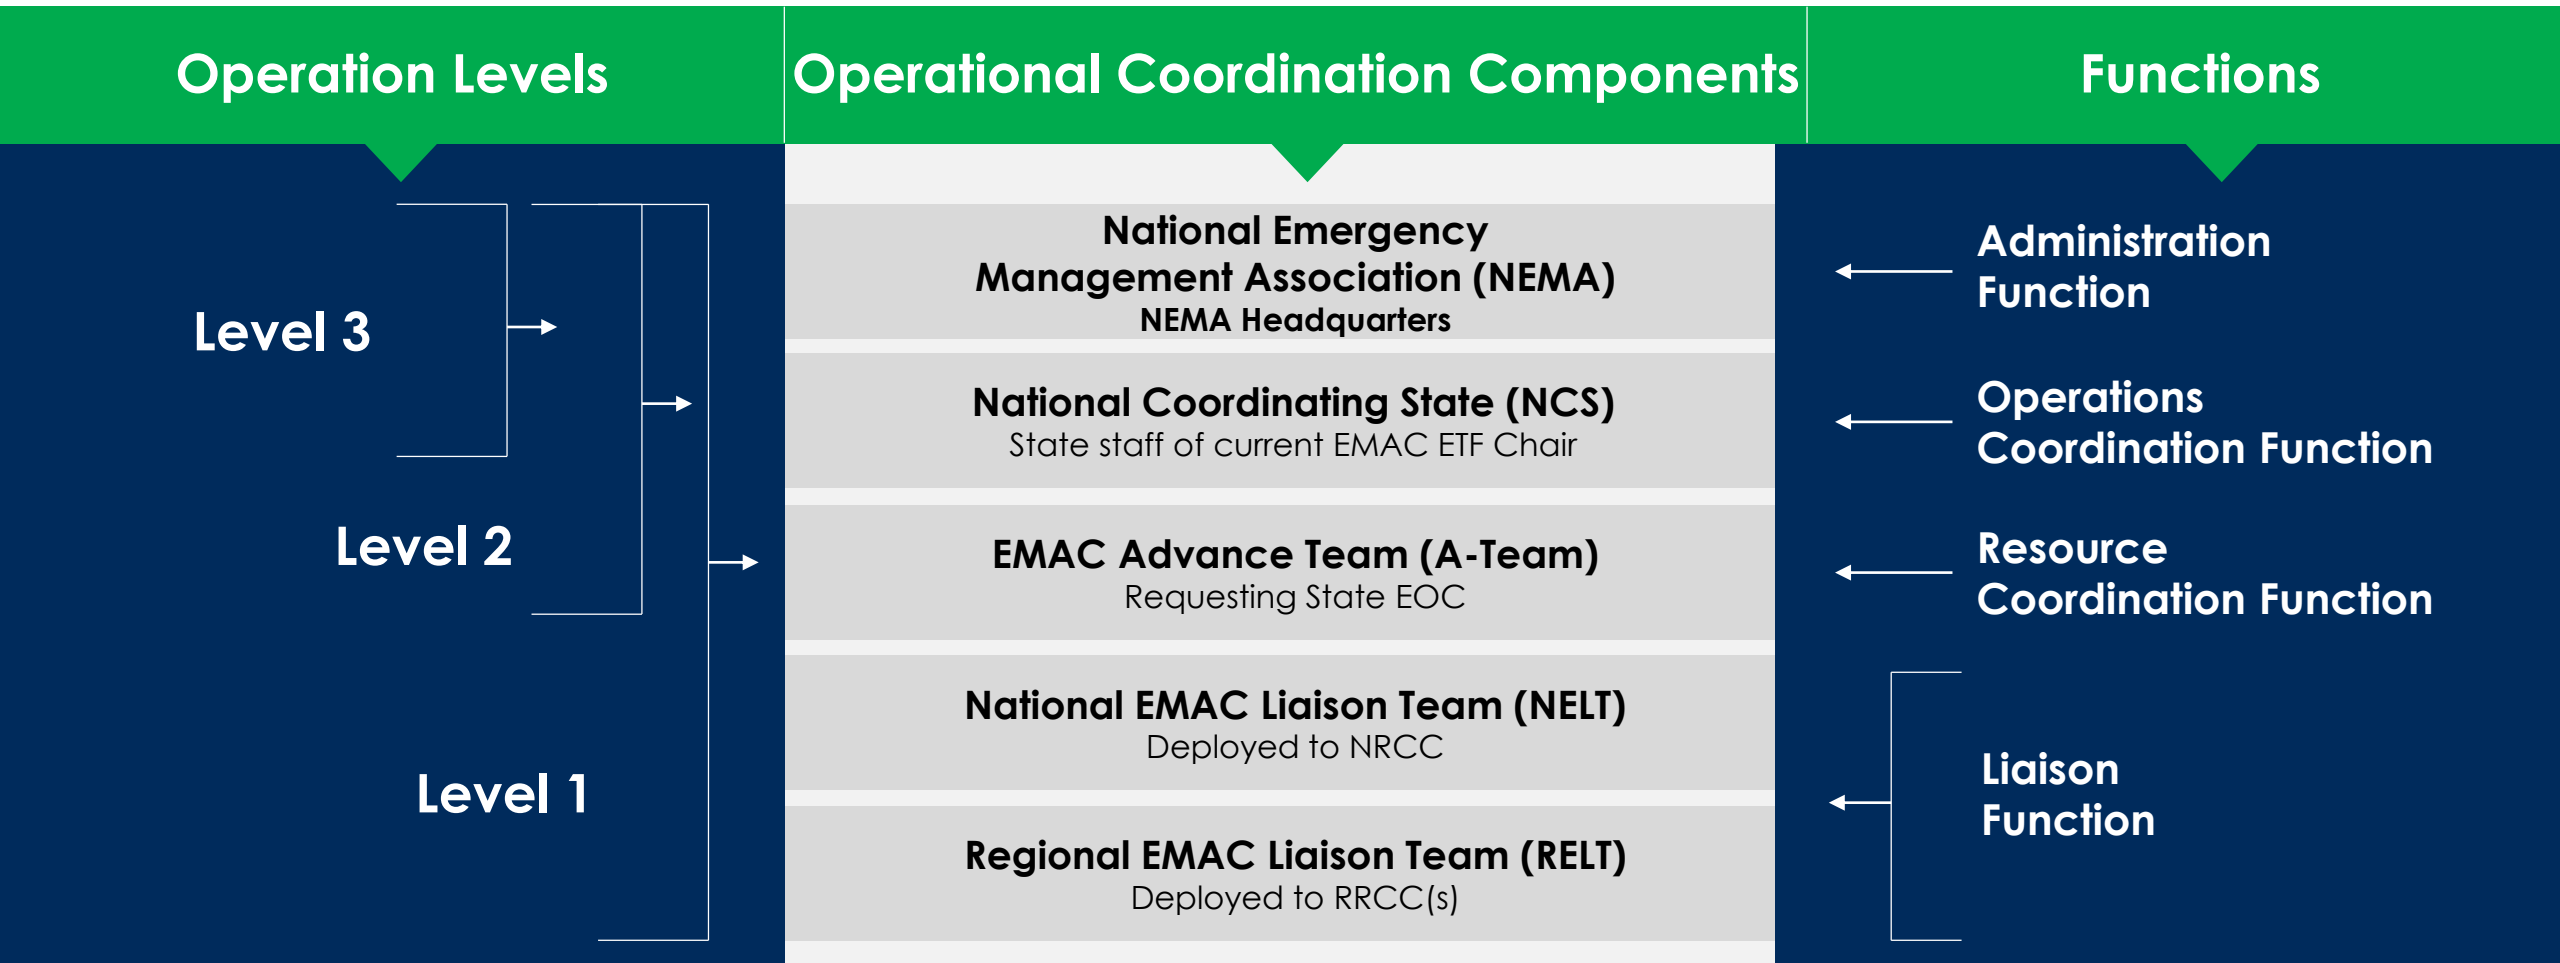 Operation Levels
Operational Coordination Components
Functions
Level 3
Level 2
Level 1
National Emergency
Management Association (NEMA)
NEMA Headquarters
National Coordinating State (NCS)
State staff of current EMAC ETF Chair
EMAC Advance Team (A-Team)
Requesting State EOC
National EMAC Liaison Team (NELT)
Deployed to NRCC
Regional EMAC Liaison Team (RELT)
Deployed to RRCC(s)
Administration
Function
Operations
Coordination Function
Resource
Coordination Function
Liaison
Function